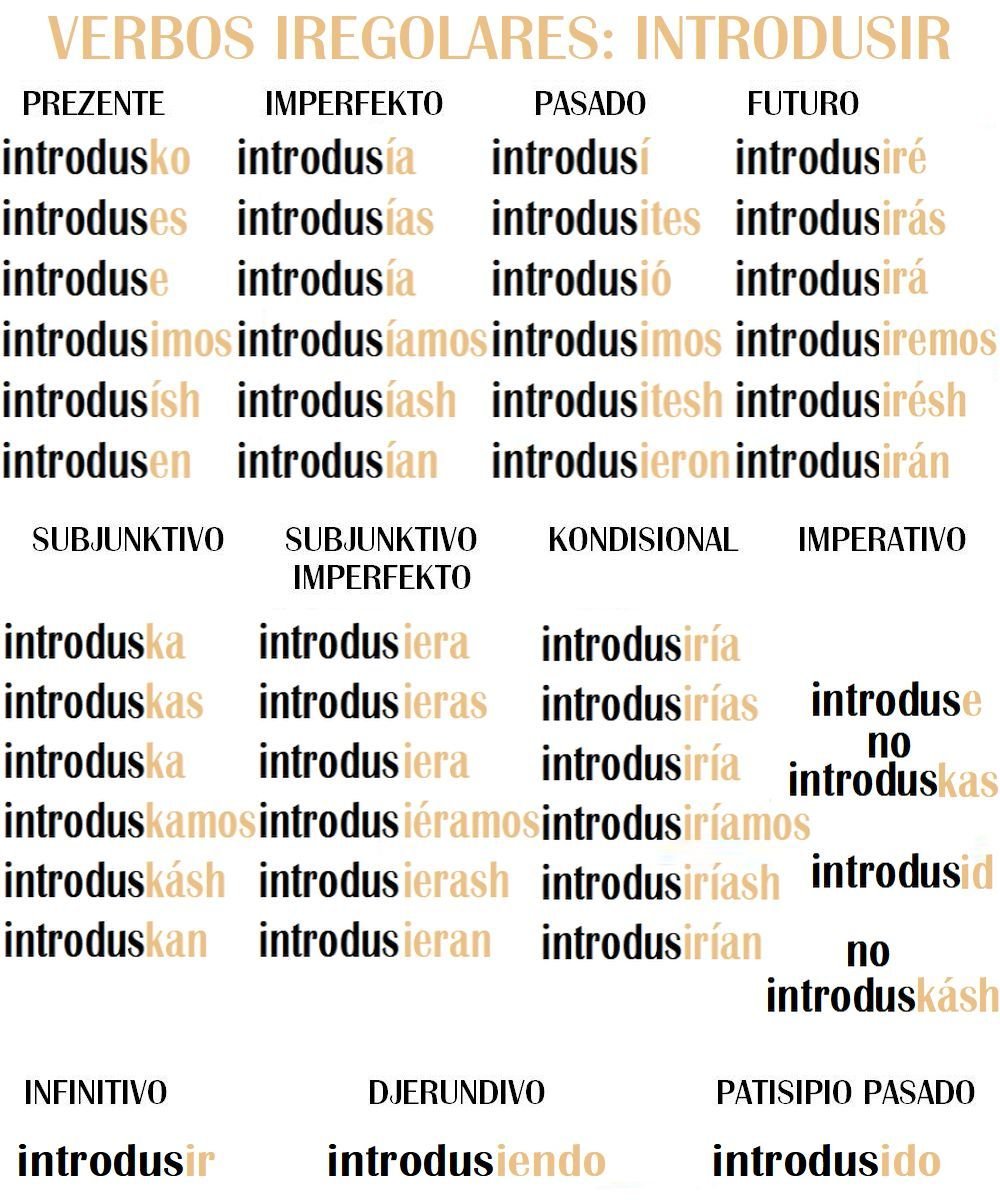 VERBOS IREGOLARES: INTRODUSIR
PREZENTE IMPERFEKTO PASADO FUTURO
introdusko introdusía introdusí introdusiré
introduses introdusías introdusites introdusirás
introduse introdusía introdusió introdusirá
introdusimos introdusíamos introdusimos introdusiremos
introdusísh introdusíash introdusitesh introdusirésh
introdusen introdusían introdusieron introdusirán
SUBJUNKTIVO SUBJUNKTIVO KONDISIONAL IMPERATIVO
IMPERFEKTO
introduska introdusiera introdusiría
introduskas introdusieras introdusirías introduse
no
introduska introdusiera introdusiría introduskas
introduskamos introdusiéramos introdusiríamos
introduskásh introdusierash introdusiríash introdusid
introduskan introdusieran introdusirían
no
introduskásh
INFINITIVO DJERUNDIVO PATISIPIO PASADO
introdusir introdusiendo introdusido